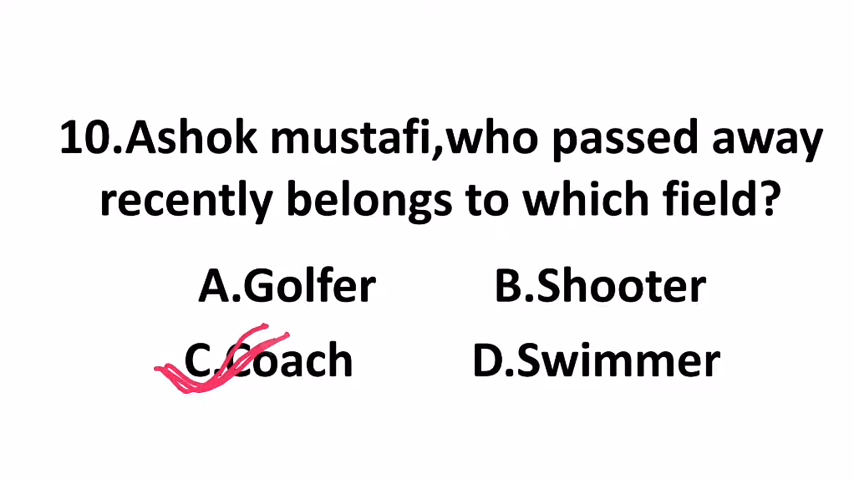 10.Ashok mustafi,who passed away
recently belongs to which field?
A.Golfer B.Shooter
C.Coach D.Swimmer